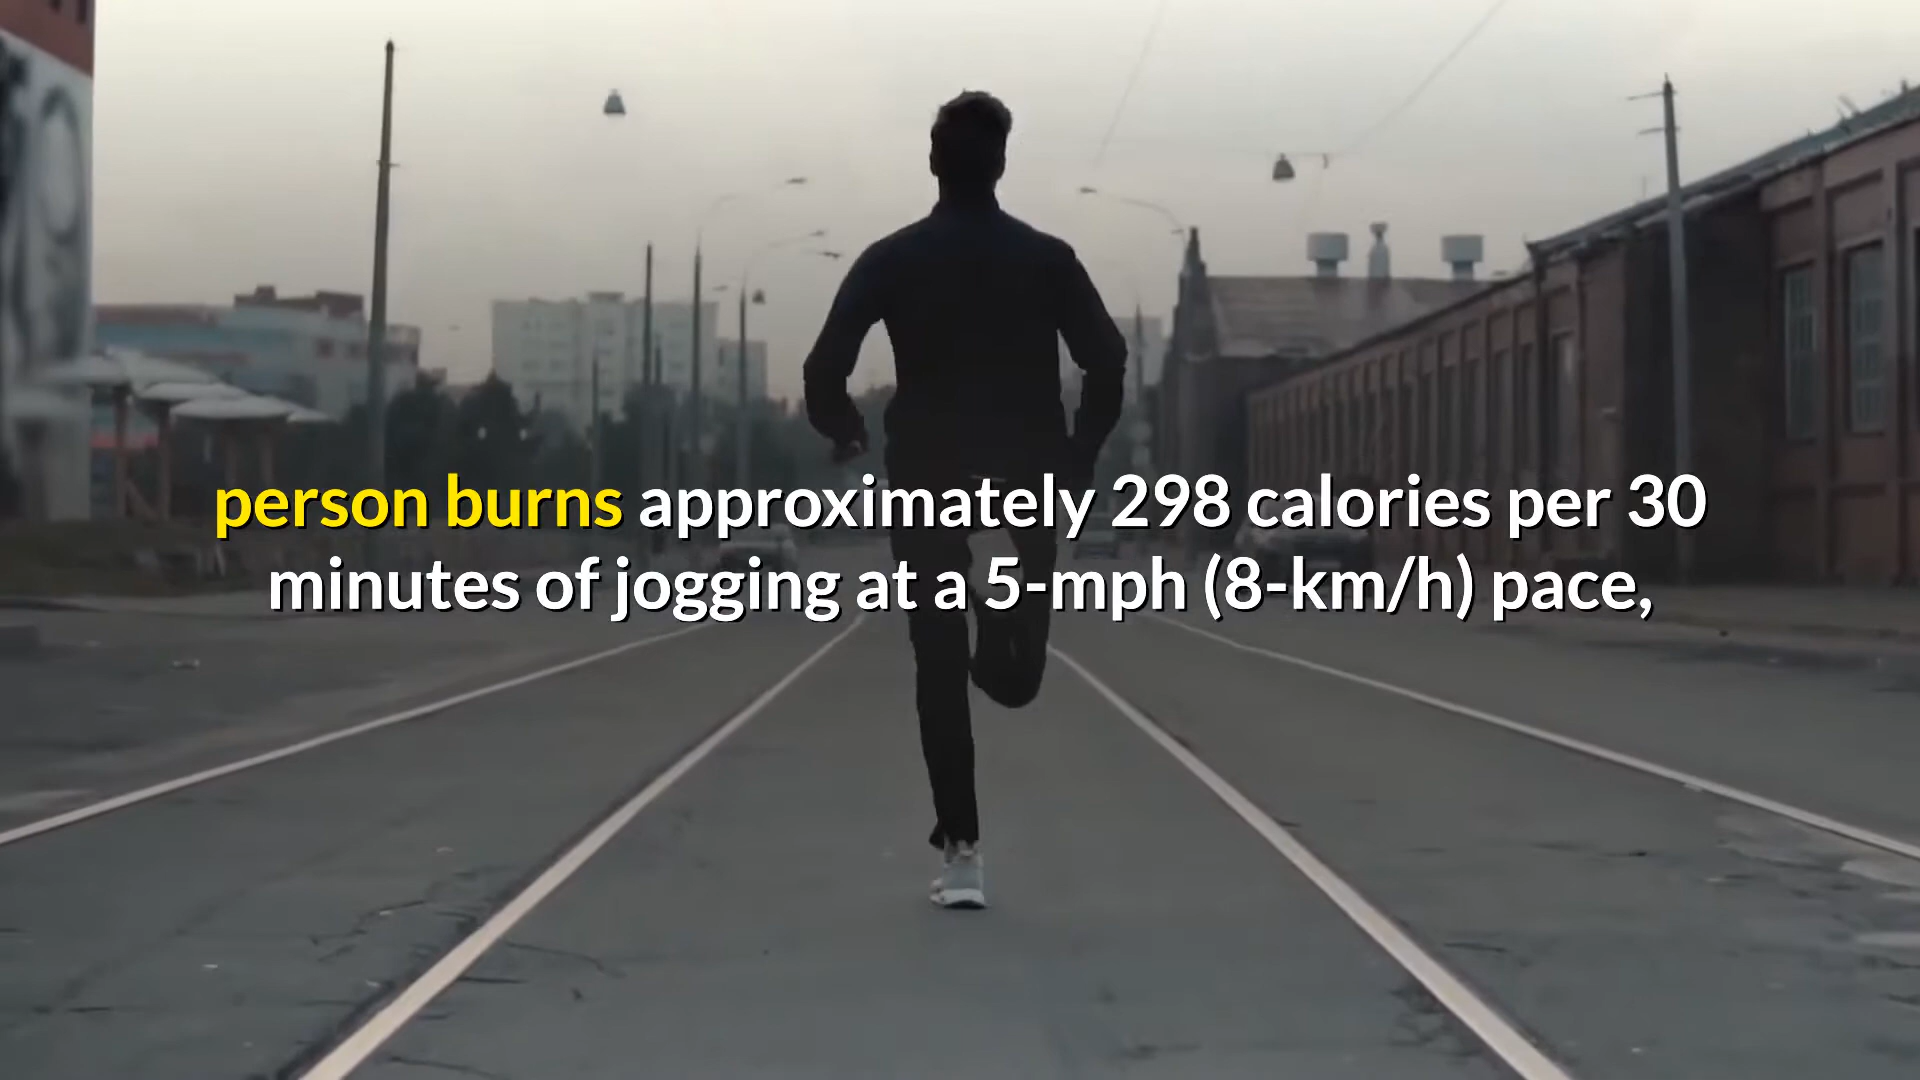 person burns approximately 298 calories per 30
minutes of jogging at a 5-mph (8-km/h) pace,